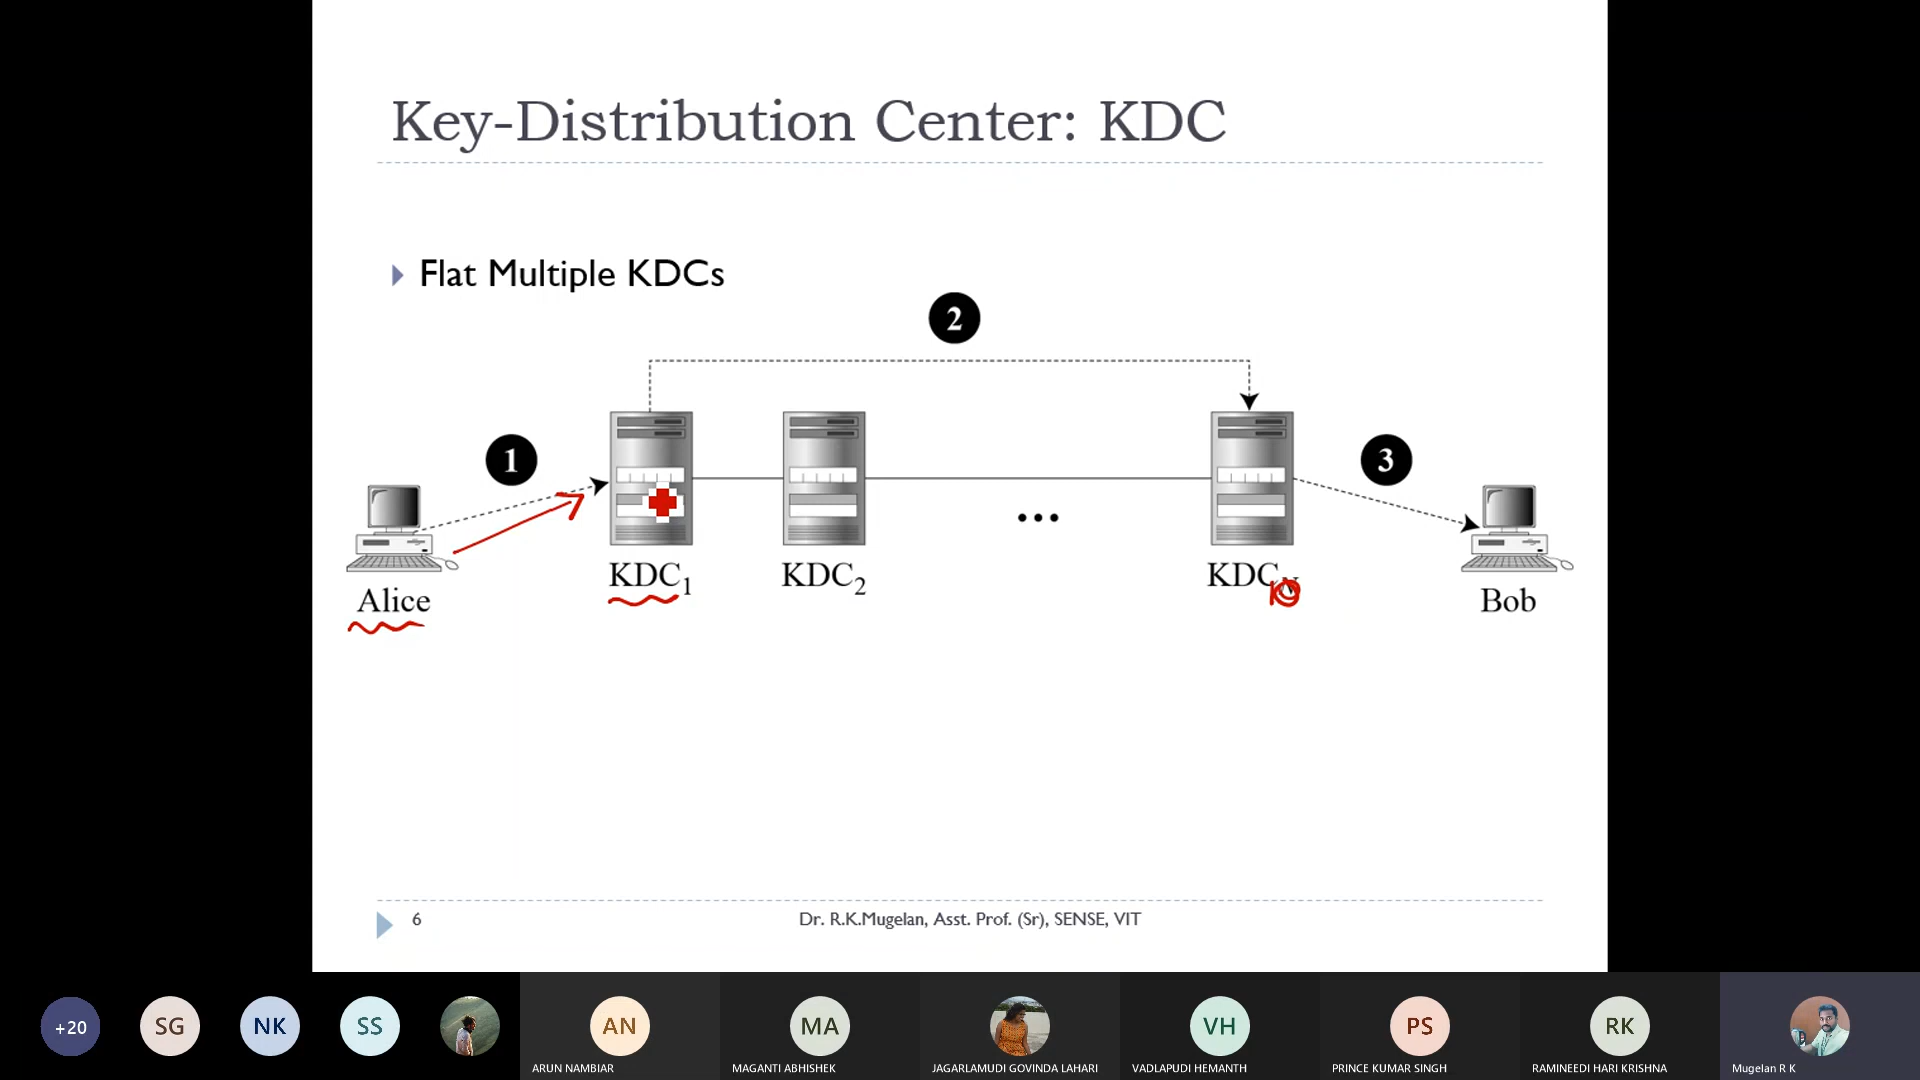 Key-Distribution Center: KDC
Flat Multiple KDCs
2
1
3
KDC1
KDC2
...
KDC
Alice
Bob
6
Dr. R.K.Mugelan, Asst. Prof. (Sr), SENSE, VIT
+20
SG
NK
SS
AN
MA
VH
PS
RK
ARUN NAMBIAR
MAGANTI ABHISHEK
JAGARLAMUDI GOVINDA LAHARI
VADLAPUDI HEMANTH
PRINCE KUMAR SINGH
RAMINEEDI HARI KRISHNA
Mugelan R K